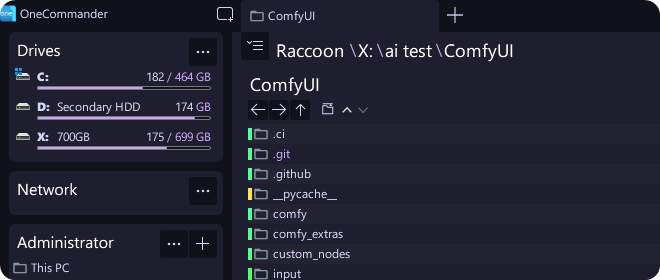 one OneCommander
ComfyUI
Drives
C: 182 / 464 GB
D: Secondary HDD 174 GB
X: 700GB 175 / 699 GB
Network
Administrator
This PC
Raccoon \X: \ai test \ComfyUI
ComfyUI
.ci
.git
.github
__pycache__
comfy
comfy_extras
custom_nodes
input